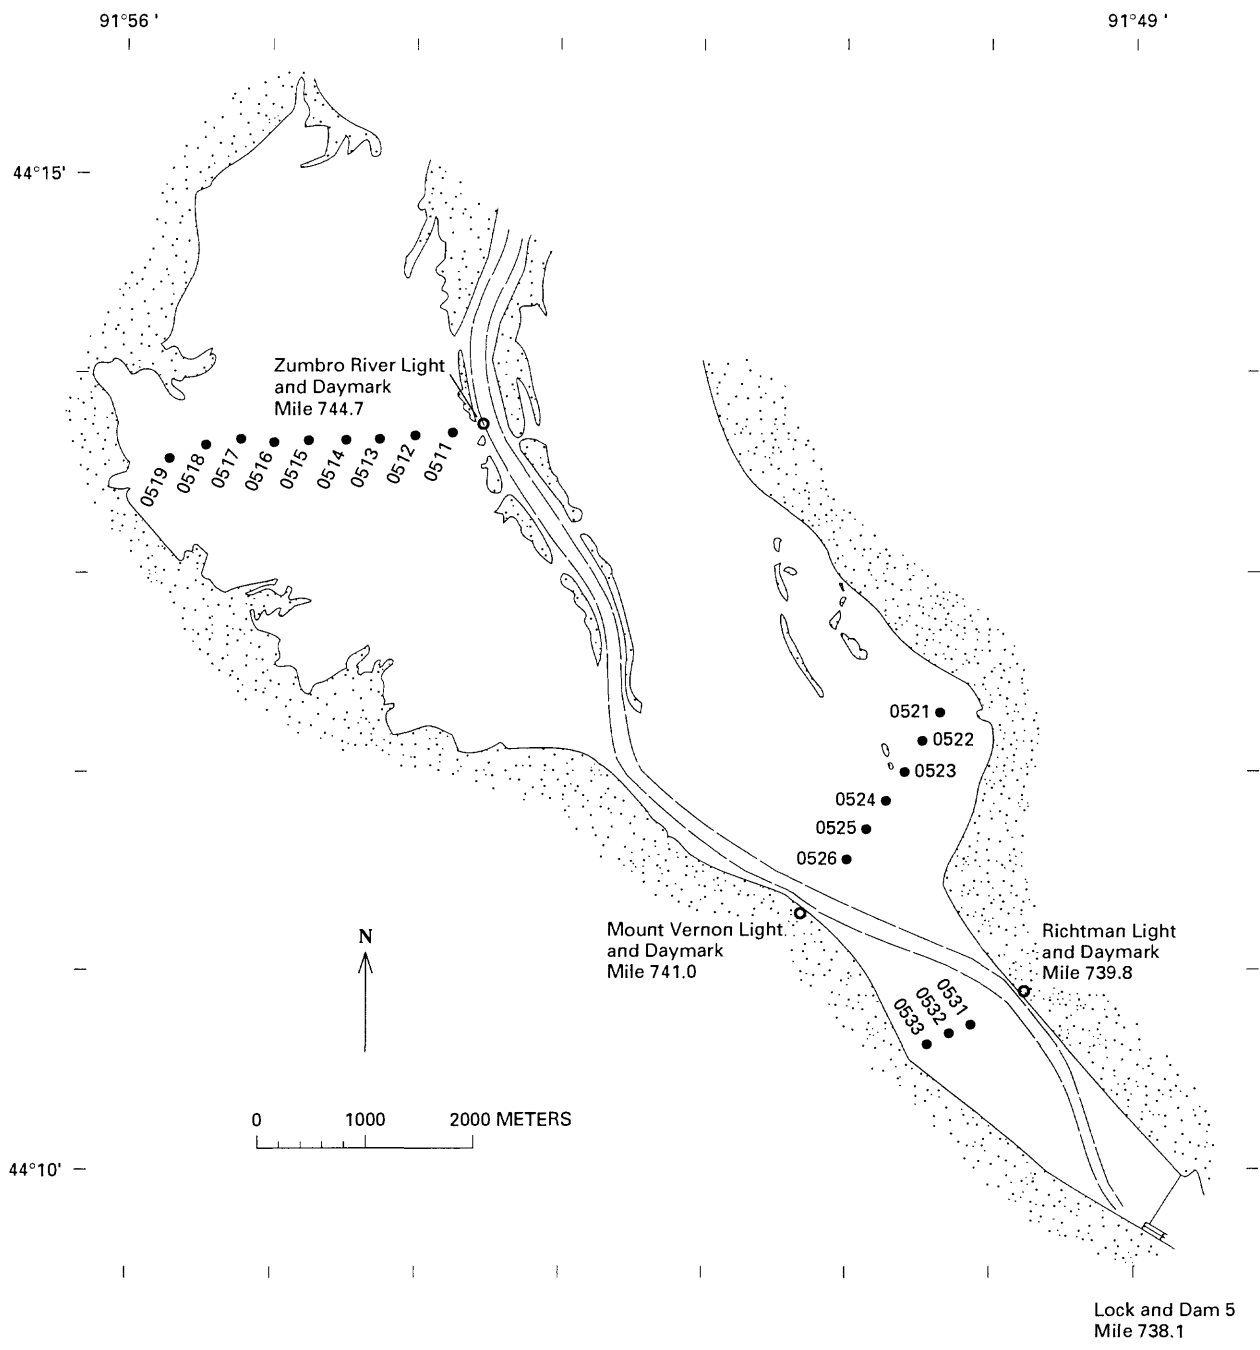 91°56 '
91°49 '
44°15'
Zumbro River Light
and Daymark
Mile 744.7
0519
0518
0517
0516
0515
0514
0513
0512
0511
0521
0522
0523
0524
0525
0526
Mount Vernon Light
and Daymark
Mile 741.0
Richtman Light
and Daymark
Mile 739.8
N
0533
0532
0531
0 1000 2000 METERS
44°10'
Lock and Dam 5
Mile 738.1